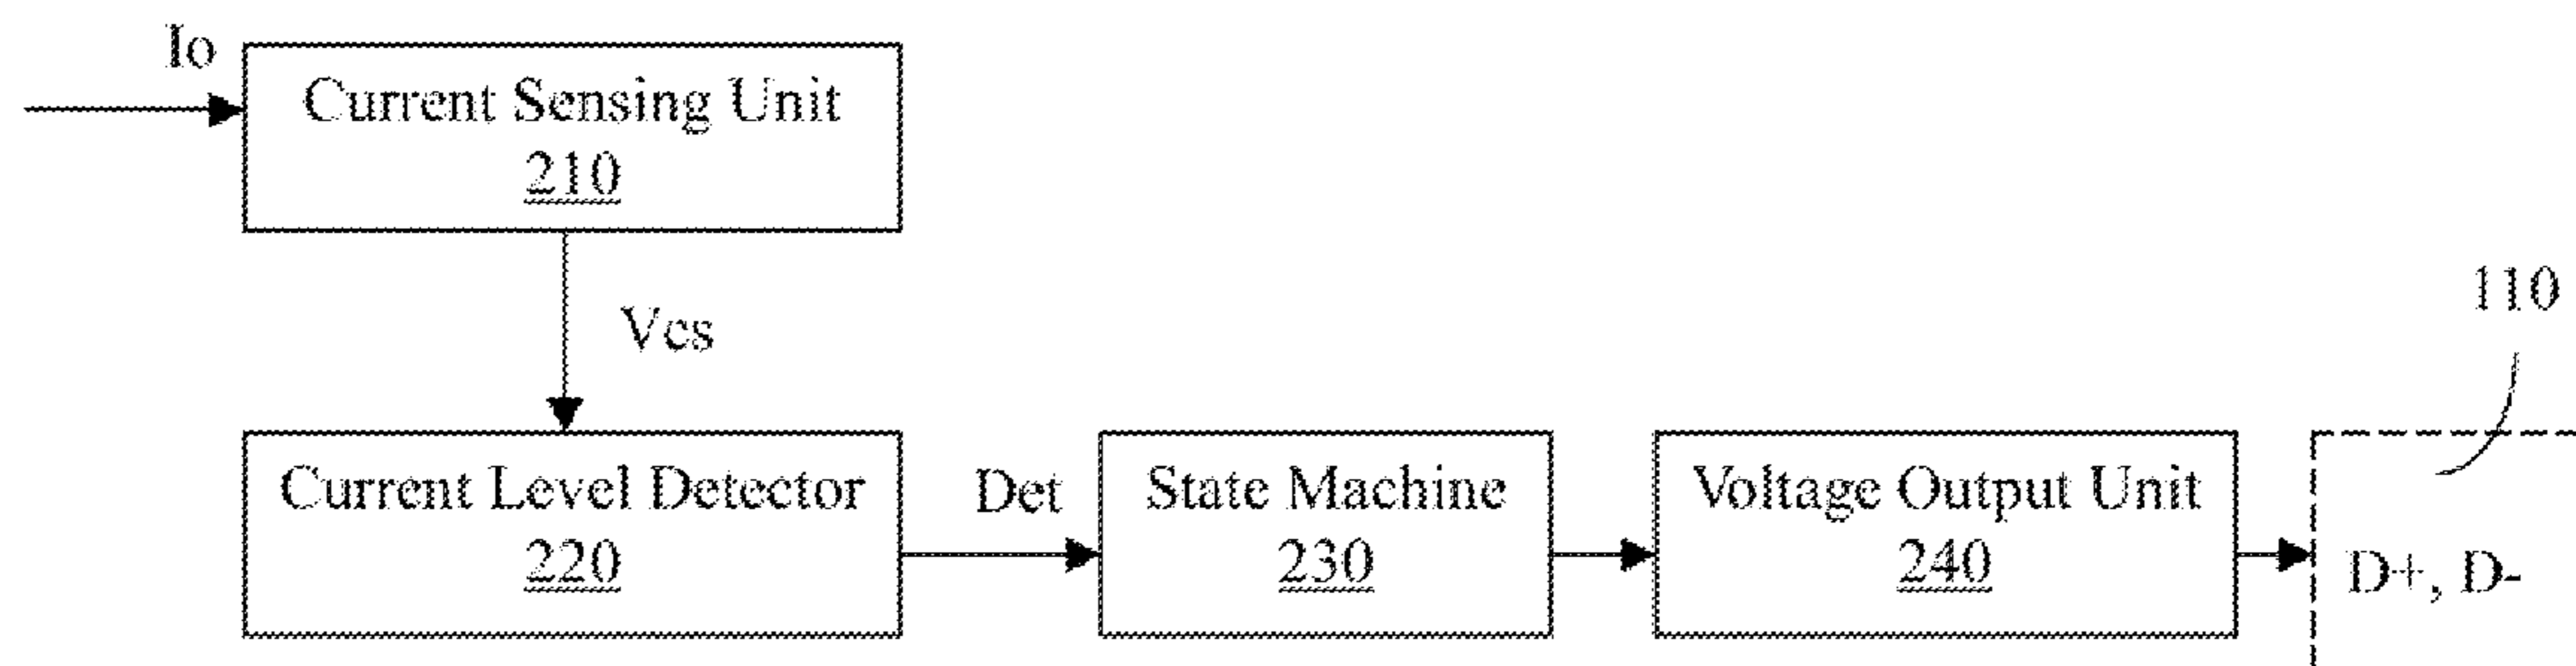 Io
Current Sensing Unit
210
Vcs
110
Current Level Detector
220
Det
State Machine
230
Voltage Output Unit
240
D+, D-